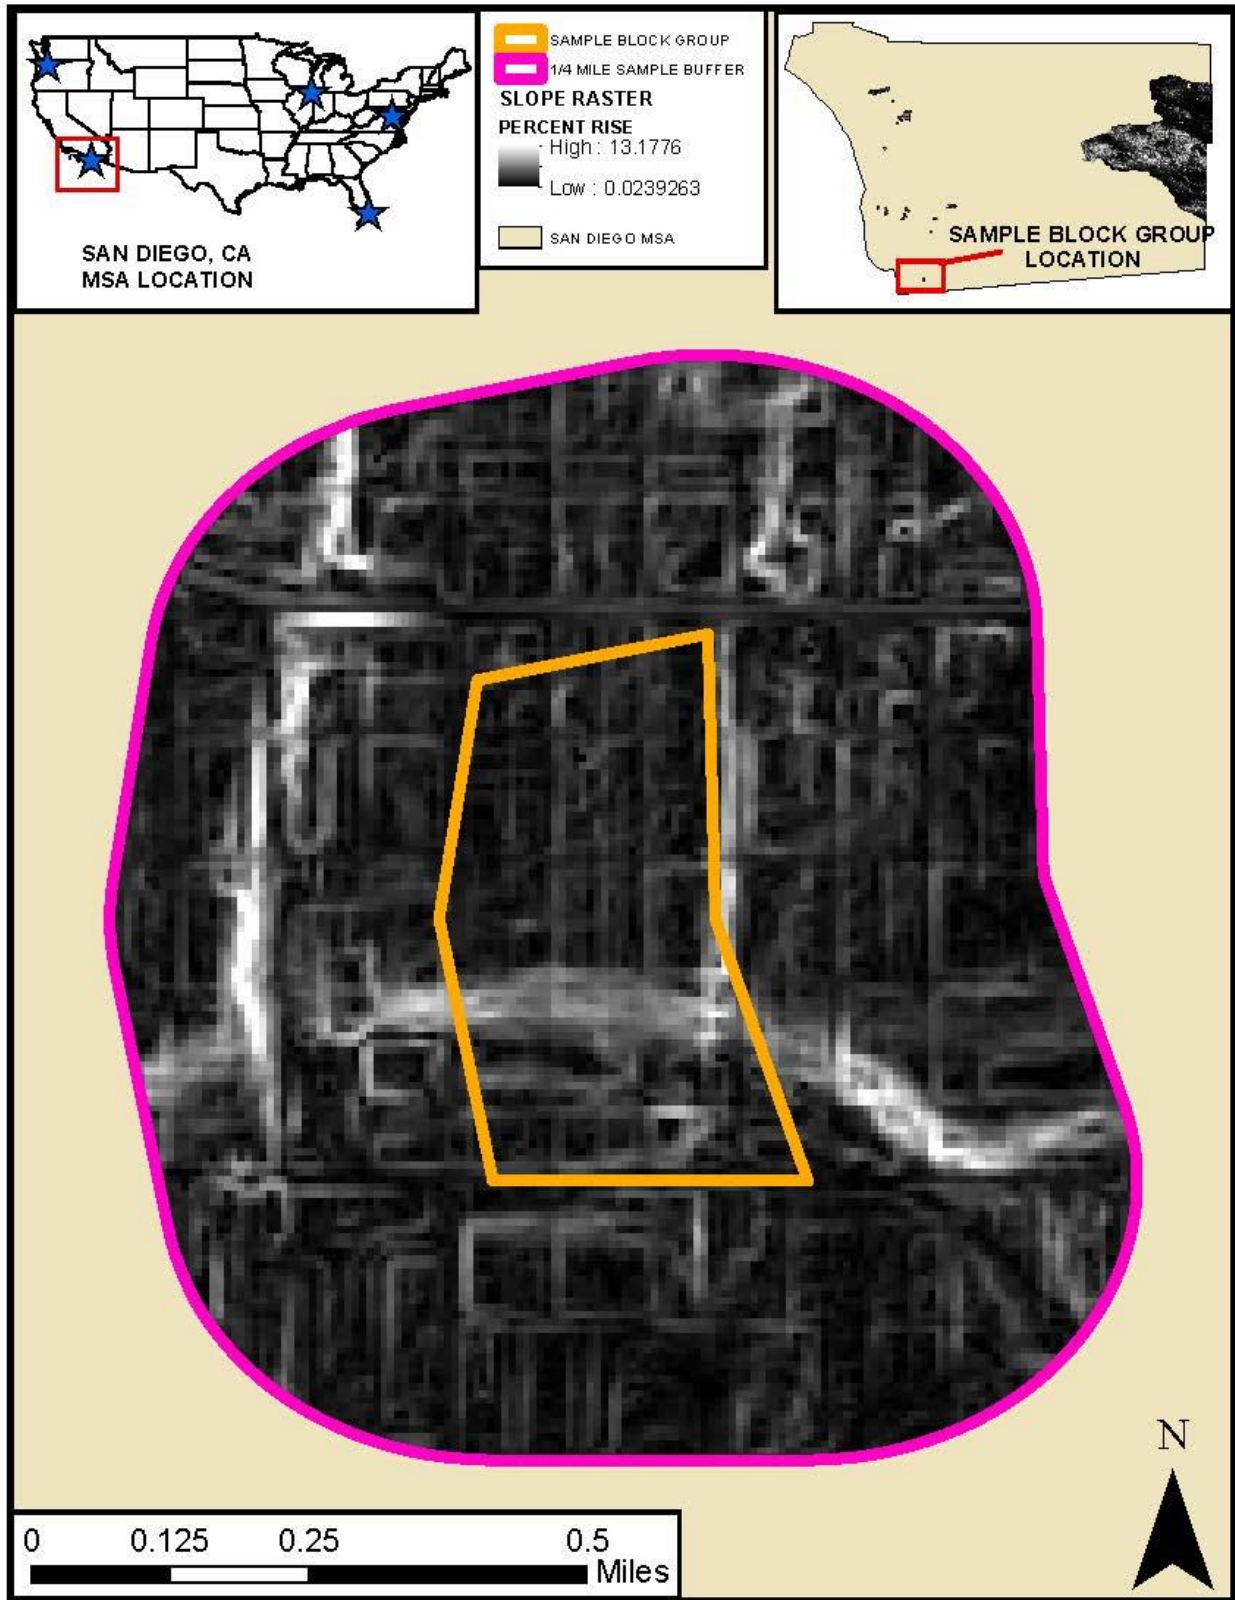 SAN DIEGO, CA
MSA LOCATION
SAMPLE BLOCK GROUP
1/4 MILE SAMPLE BUFFER
SLOPE RASTER
PERCENT RISE
High : 13.1776
Low : 0.0239263
SAN DIEGO MSA
SAMPLE BLOCK GROUP
LOCATION
N
0 0.125 0.25 0.5
Miles